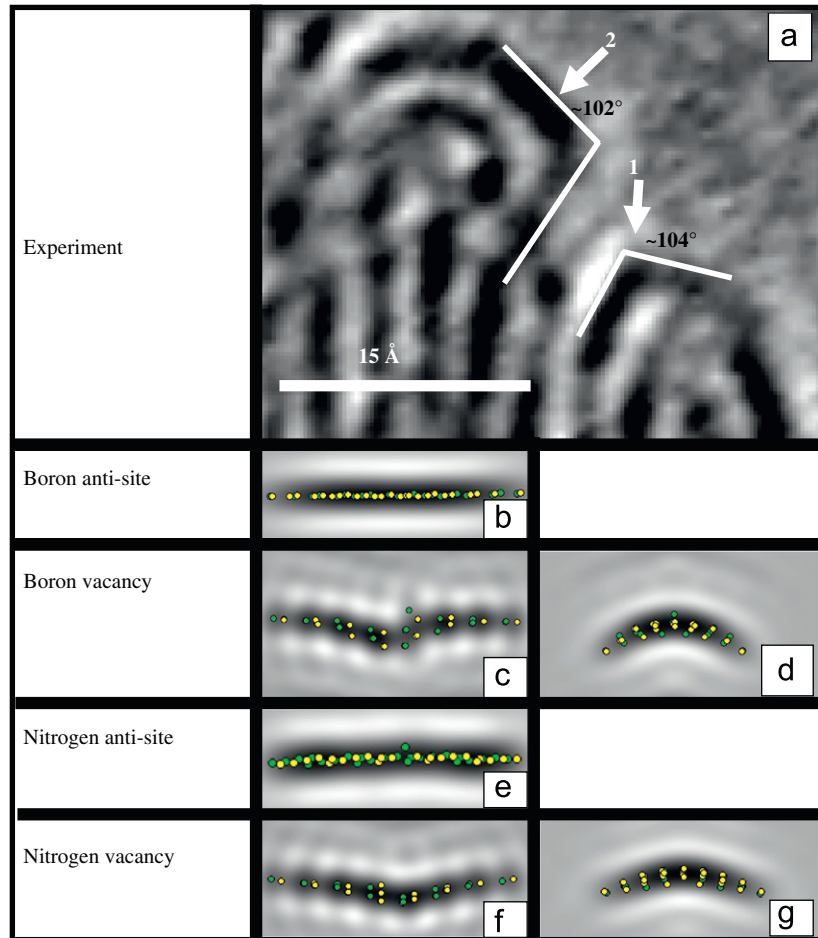 a
2
~102°
1
~104°
Experiment
15 Å
Boron anti-site
b
Boron vacancy
c
d
Nitrogen anti-site
e
Nitrogen vacancy
f
g